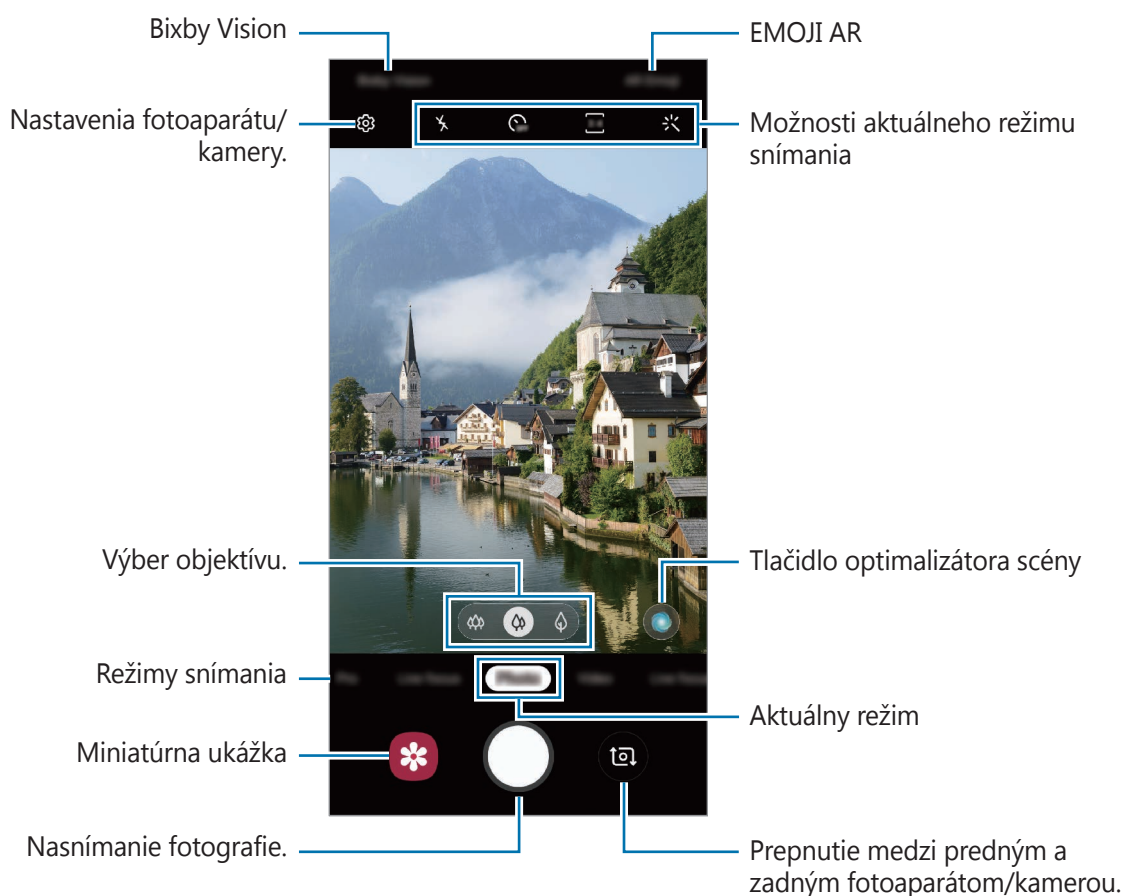 Bixby Vision
EMOJI AR
Nastavenia fotoaparátu/
kamery.
Možnosti aktuálneho režimu
snímania
Výber objektívu.
Tlačidlo optimalizátora scény
Režimy snímania
Aktuálny režim
Miniatúrna ukážka
Nasnímanie fotografie.
Prepnutie medzi predným a
zadným fotoaparátom/kamerou.